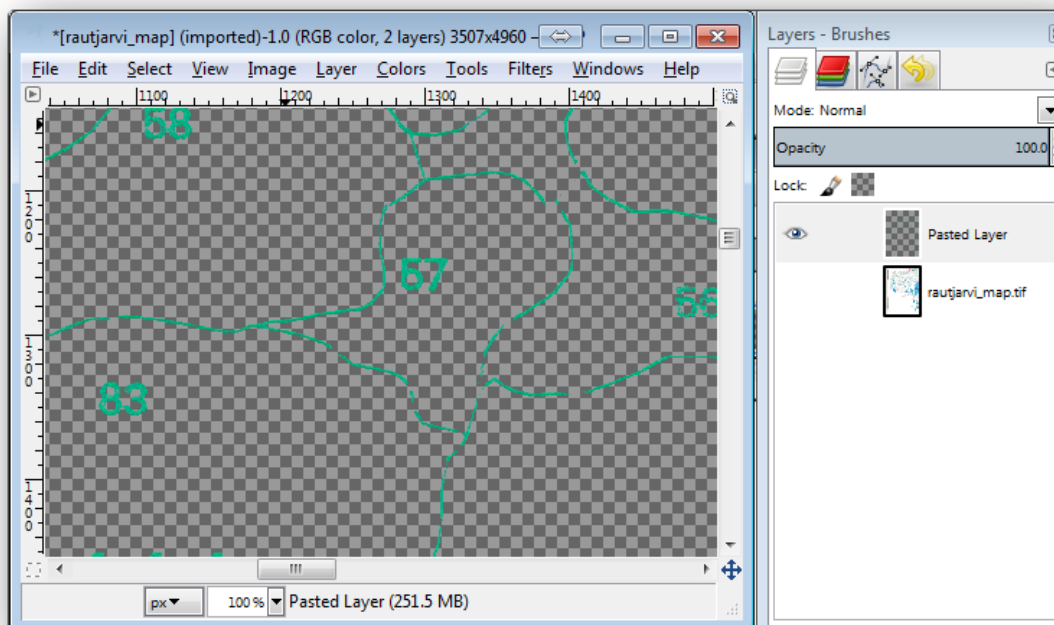 *[rautjarvi_map] (imported)-1.0 (RGB color, 2 layers) 3507x4960 –
File Edit Select View Image Layer Colors Tools Filters Windows Help
1100 1200 1300 1400
1200
1300
1400
58
57
83
px 100 % Pasted Layer (251.5 MB)
Layers - Brushes
Mode: Normal
Opacity 100.0
Lock:
Pasted Layer
rautjarvi_map.tif